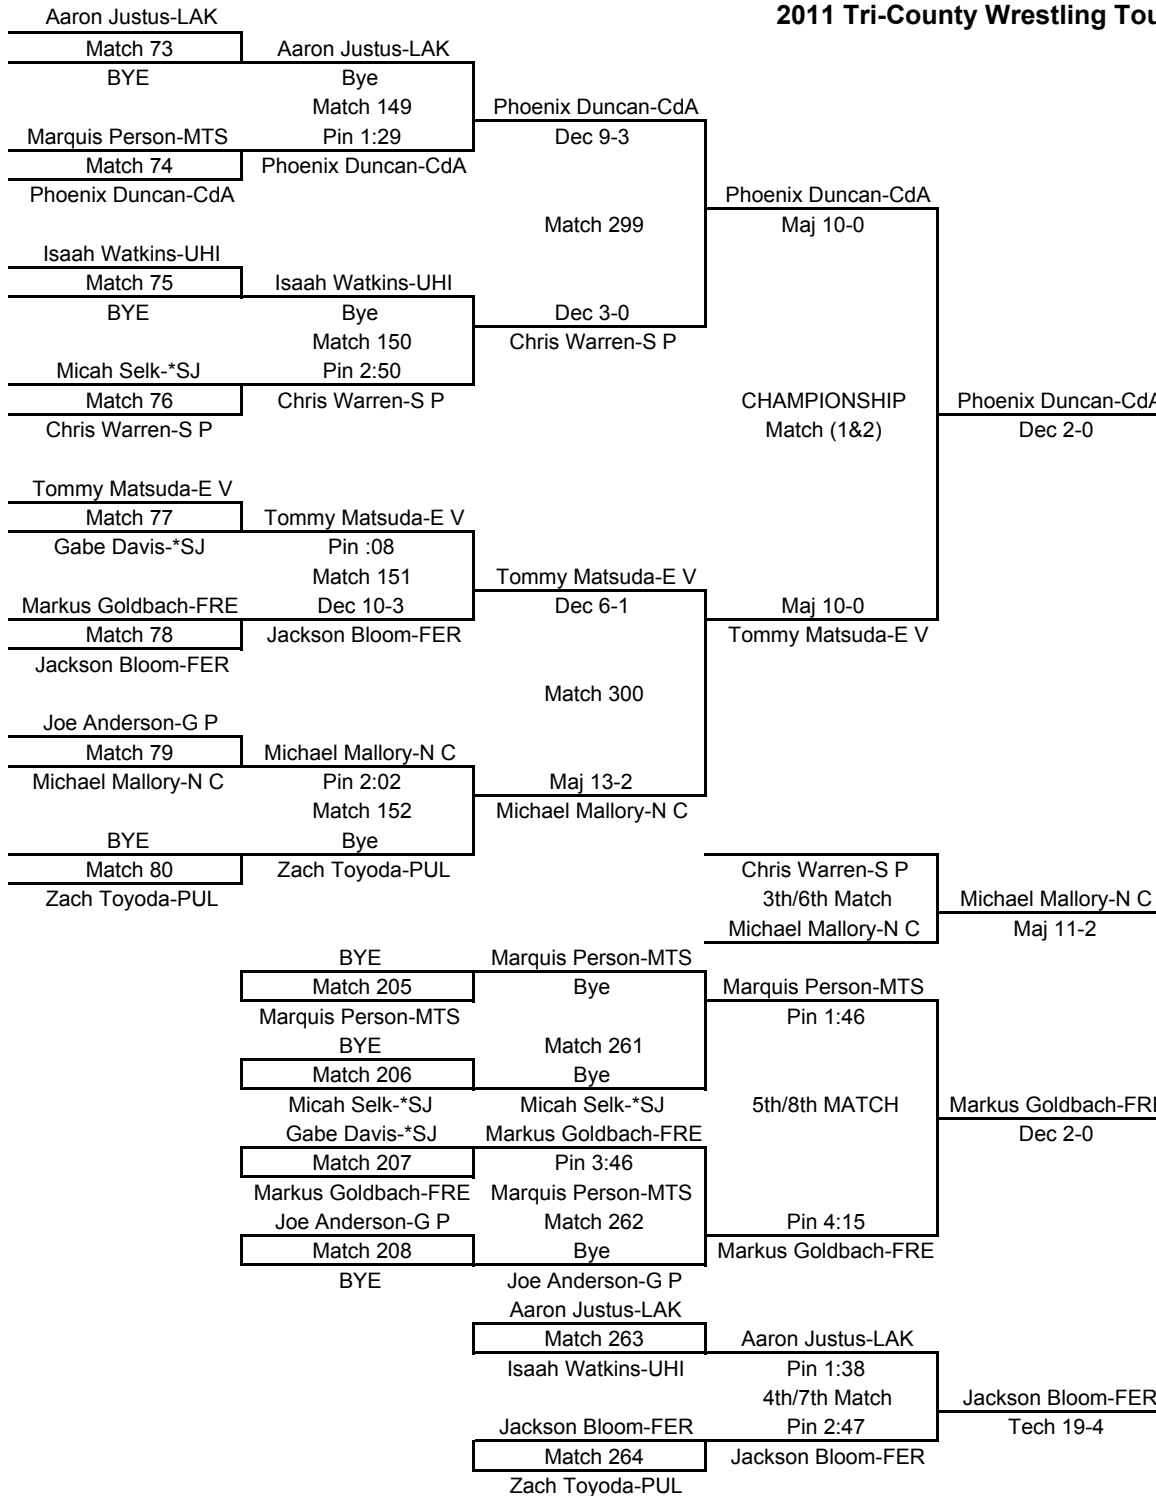 2011 Tri-County Wrestling Tou
Aaron Justus-LAK
Match 73 Aaron Justus-LAK
BYE Bye
Match 149 Phoenix Duncan-CdA
Marquis Person-MTS Pin 1:29 Dec 9-3
Match 74 Phoenix Duncan-CdA
Phoenix Duncan-CdA Phoenix Duncan-CdA
Match 299 Maj 10-0
Isaah Watkins-UHI
Match 75 Isaah Watkins-UHI
BYE Bye Dec 3-0
Match 150 Chris Warren-S P
Micah Selk-*SJ Pin 2:50
Match 76 Chris Warren-S P CHAMPIONSHIP Phoenix Duncan-CdA
Chris Warren-S P Match (1&2) Dec 2-0
Tommy Matsuda-E V
Match 77 Tommy Matsuda-E V
Gabe Davis-*SJ Pin :08
Match 151 Tommy Matsuda-E V
Markus Goldbach-FRE Dec 10-3 Dec 6-1 Maj 10-0
Match 78 Jackson Bloom-FER Tommy Matsuda-E V
Jackson Bloom-FER
Match 300
Joe Anderson-G P
Match 79 Michael Mallory-N C
Michael Mallory-N C Pin 2:02 Maj 13-2
Match 152 Michael Mallory-N C
BYE Bye
Match 80 Zach Toyoda-PUL Chris Warren-S P
Zach Toyoda-PUL 3th/6th Match Michael Mallory-N C
Michael Mallory-N C Maj 11-2
BYE Marquis Person-MTS
Match 205 Bye Marquis Person-MTS
Marquis Person-MTS Pin 1:46
BYE Match 261
Match 206 Bye
Micah Selk-*SJ Micah Selk-*SJ 5th/8th MATCH Markus Goldbach-FRE
Gabe Davis-*SJ Markus Goldbach-FRE Dec 2-0
Match 207 Pin 3:46
Markus Goldbach-FRE Marquis Person-MTS
Joe Anderson-G P Match 262 Pin 4:15
Match 208 Bye Markus Goldbach-FRE
BYE Joe Anderson-G P
Aaron Justus-LAK
Match 263 Aaron Justus-LAK
Isaah Watkins-UHI Pin 1:38
4th/7th Match Jackson Bloom-FER
Jackson Bloom-FER Pin 2:47 Tech 19-4
Match 264 Jackson Bloom-FER
Zach Toyoda-PUL